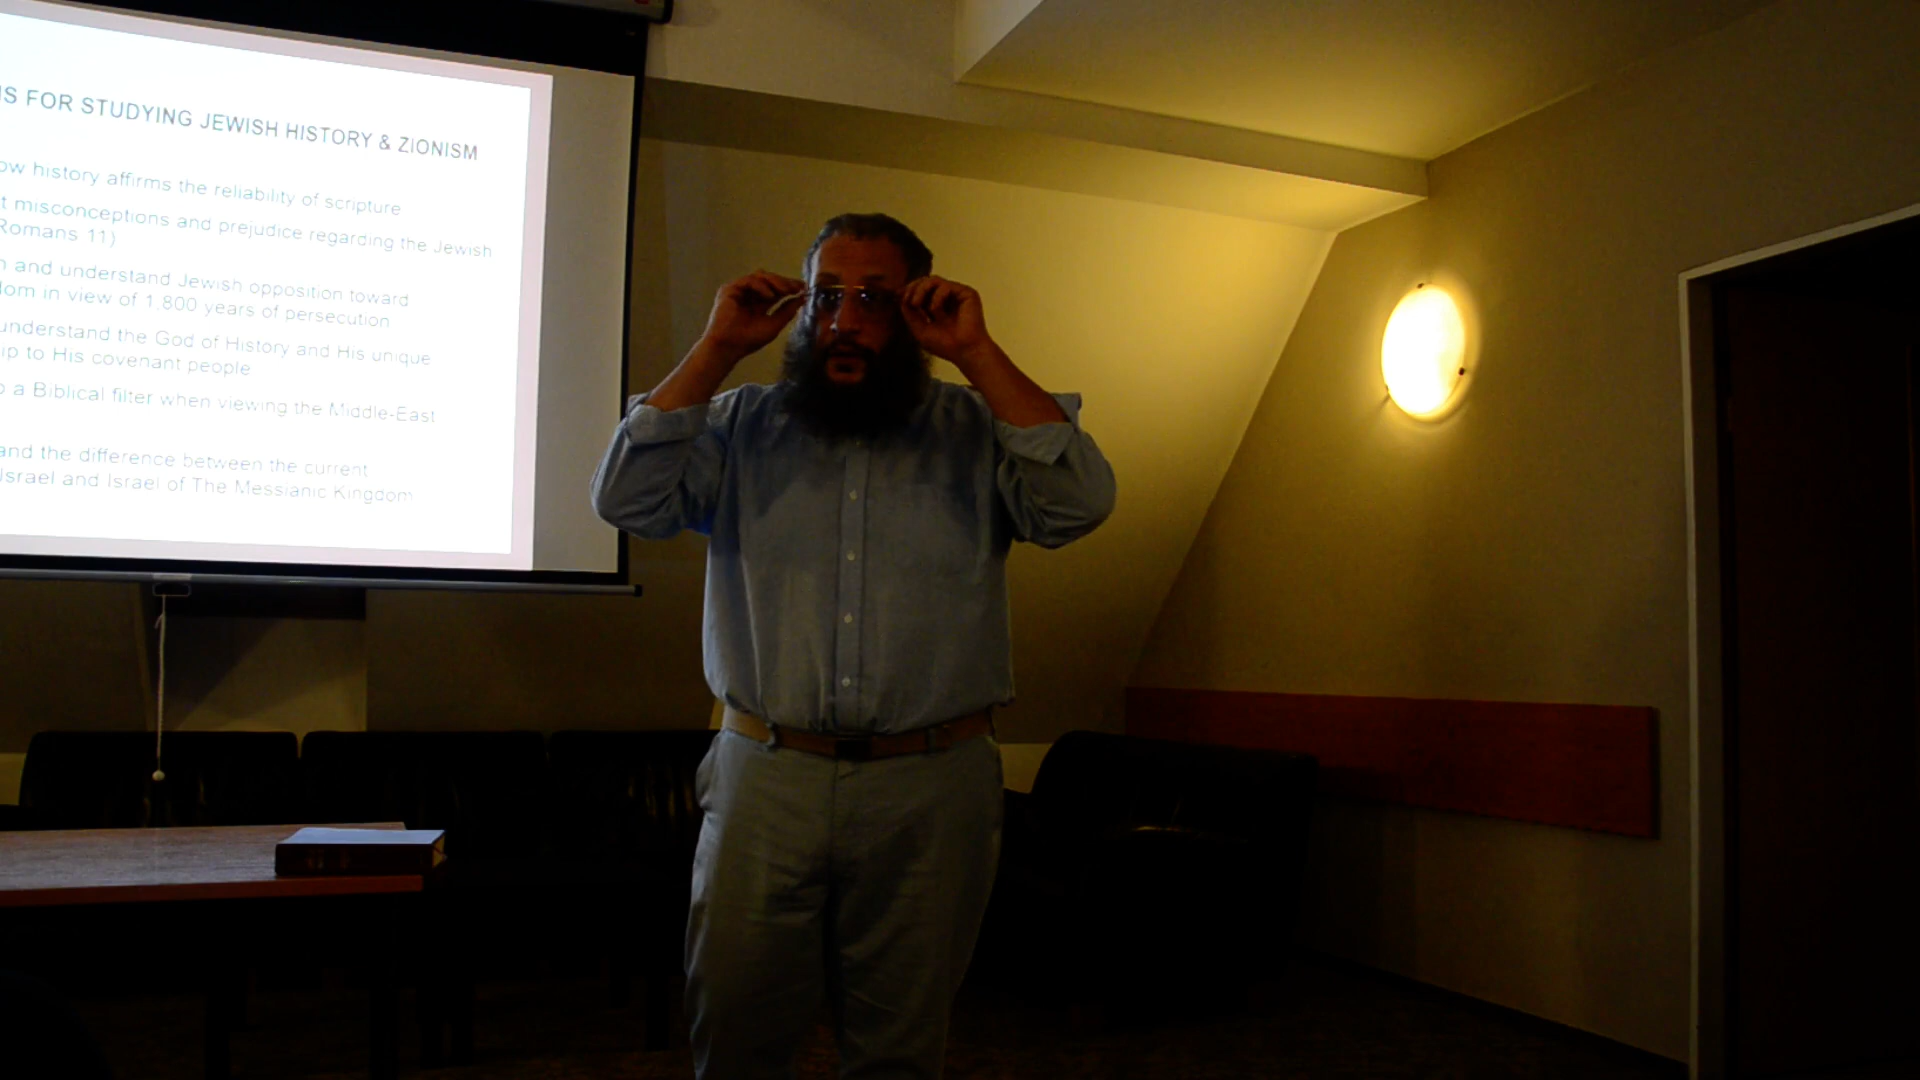 S FOR STUDYING JEWISH HISTORY & ZIONISM
ow history affirms the reliability of scripture
t misconceptions and prejudice regarding the Jewish
Romans 11)
and understand Jewish opposition toward
dom in view of 1,800 years of persecution
understand the God of History and His unique
ip to His covenant people
a Biblical filter when viewing the Middle-East
and the difference between the current
Israel and Israel of The Messianic Kingdom